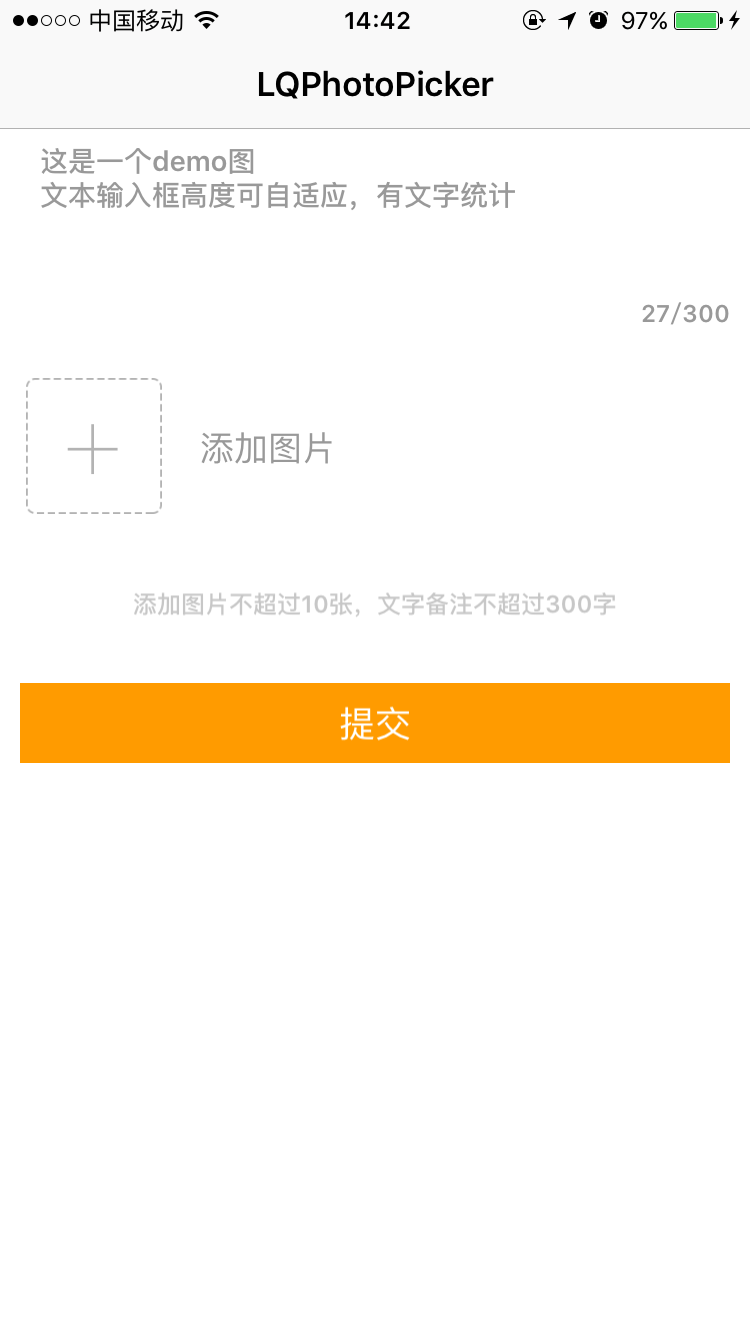 中国移动 14:42 97%
LQPhotoPicker
这是一个demo图
文本输入框高度可自适应，有文字统计
27/300
添加图片
添加图片不超过10张，文字备注不超过300字
提交